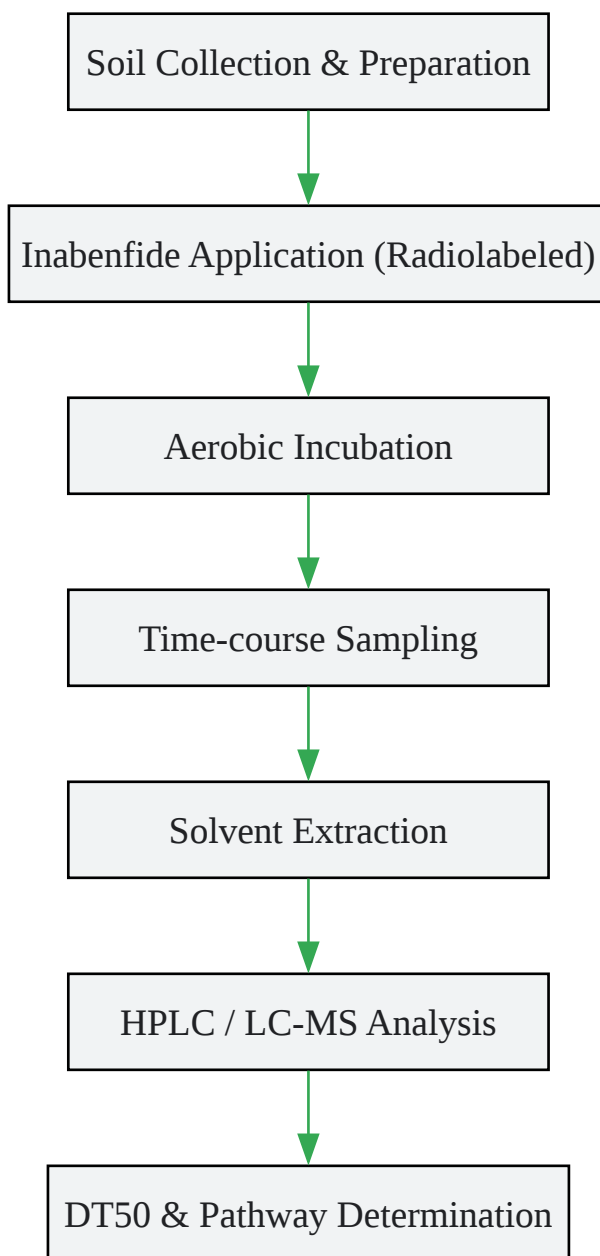 Soil Collection & Preparation
Inabenfide Application (Radiolabeled)
Aerobic Incubation
Time-course Sampling
Solvent Extraction
HPLC / LC-MS Analysis
DT50 & Pathway Determination